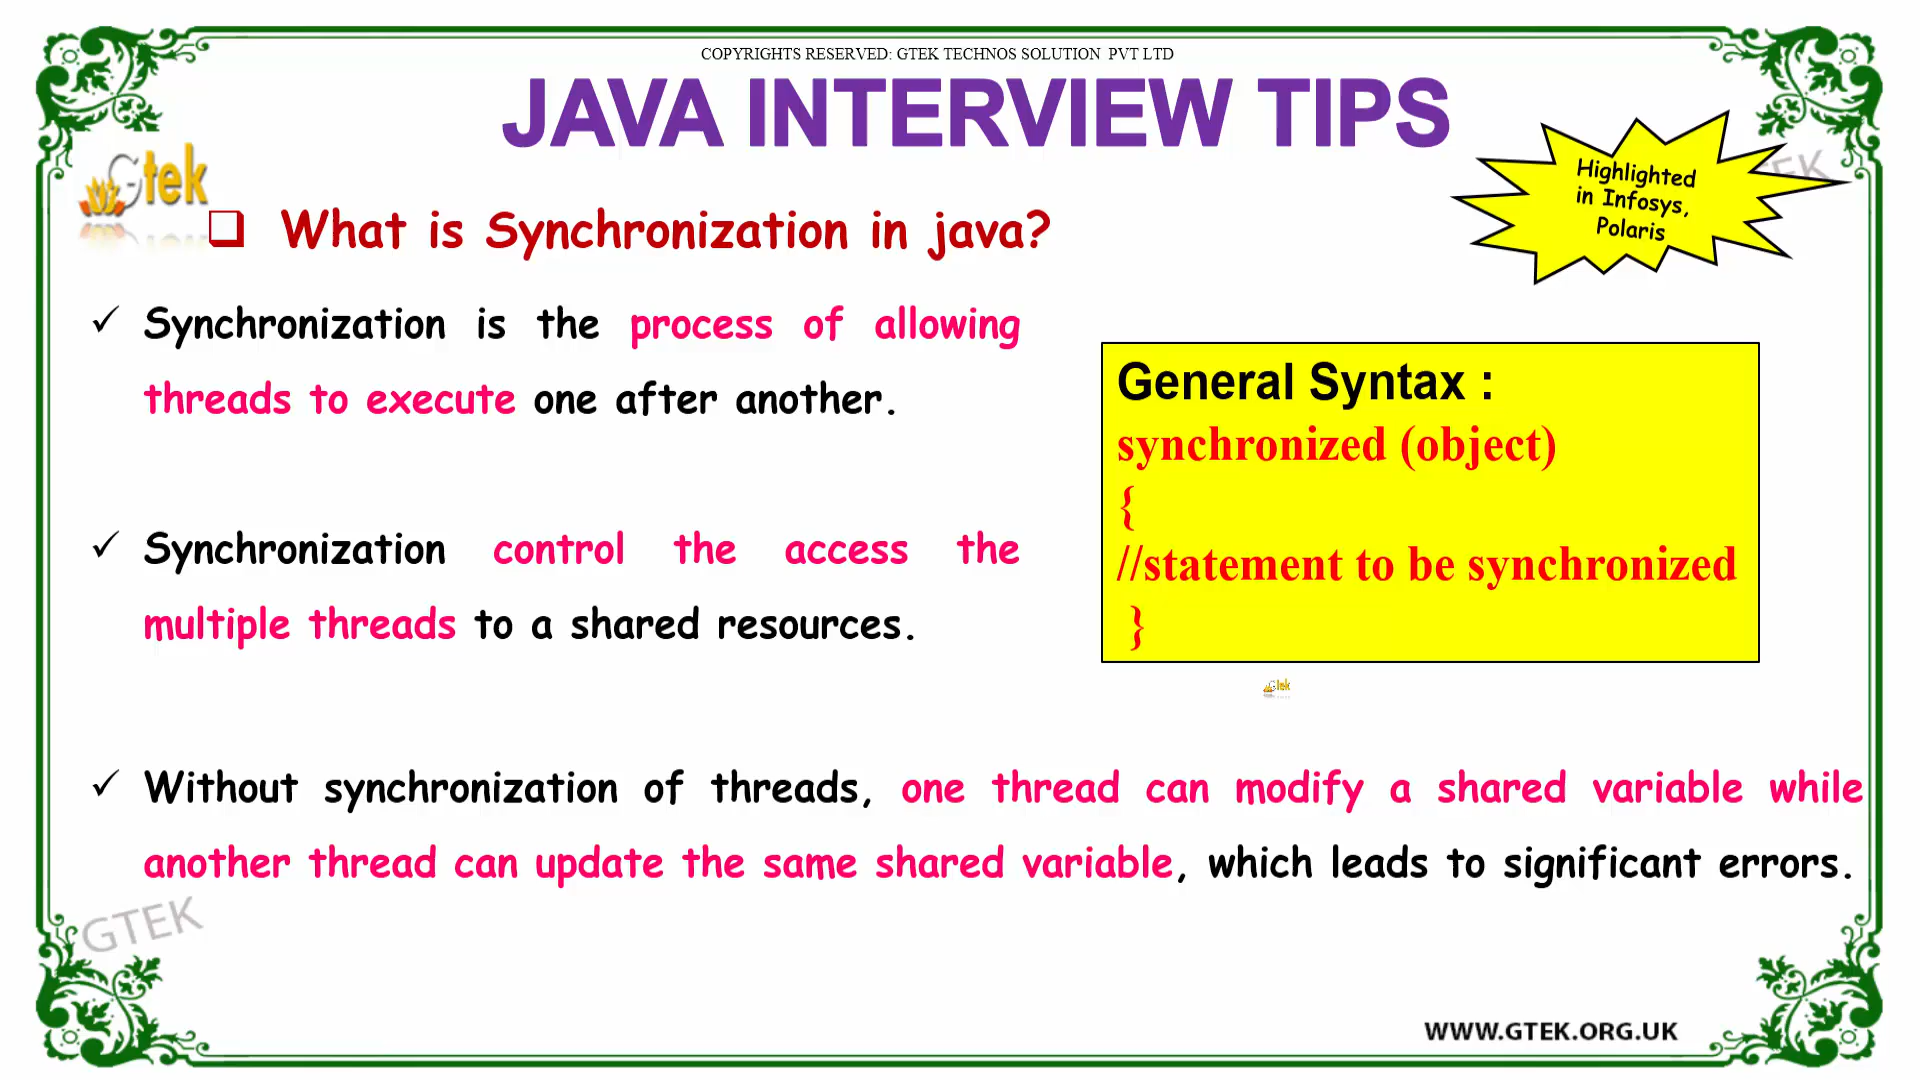 COPYRIGHTS RESERVED: GTEK TECHNOS SOLUTION PVT LTD
JAVA INTERVIEW TIPS
Gtek
Highlighted
in Infosys,
Polaris
GTEK
What is Synchronization in java?
Synchronization is the process of allowing
threads to execute one after another.
Synchronization control the access the
multiple threads to a shared resources.
General Syntax :
synchronized (object)
{
//statement to be synchronized
}
Gtek
Without synchronization of threads, one thread can modify a shared variable while
another thread can update the same shared variable, which leads to significant errors.
GTEK
WWW.GTEK.ORG.UK